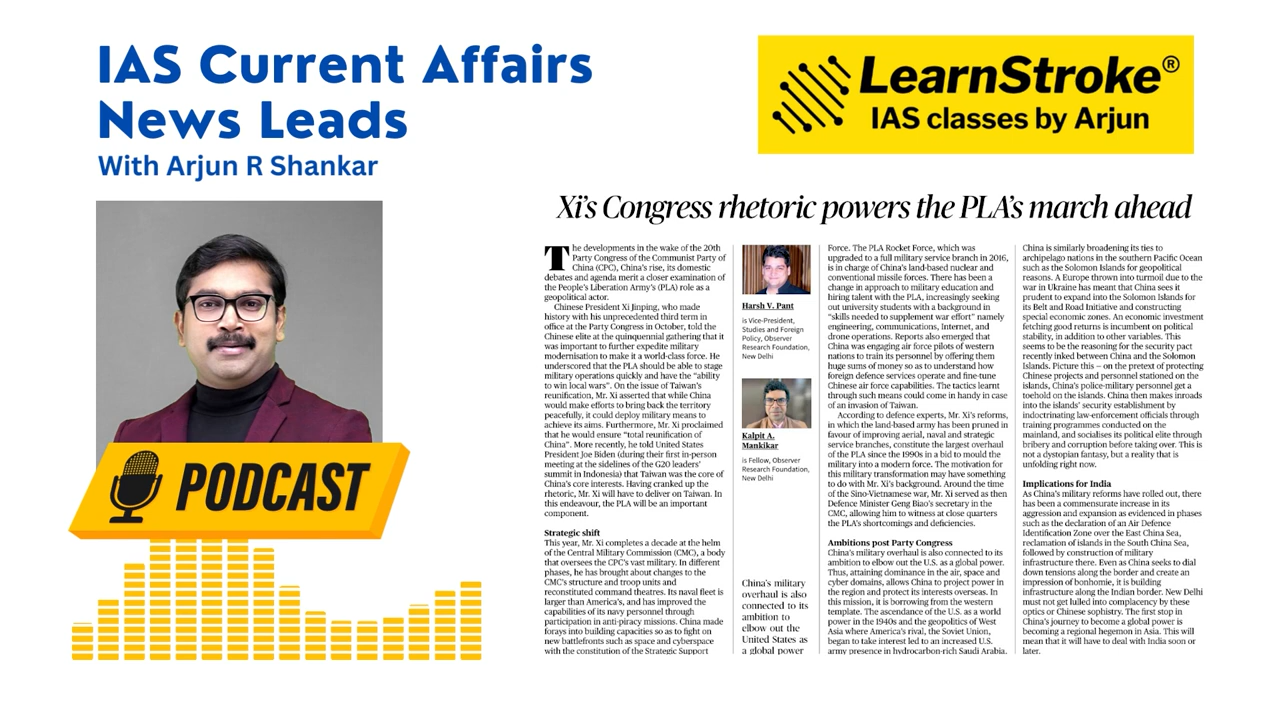 IAS Current Affairs
News Leads
With Arjun R Shankar
LearnStroke®
IAS classes by Arjun
PODCAST
Xi's Congress rhetoric powers the PLA's march ahead
The developments in the wake of the 20th
Party Congress of the Communist Party of
China (CPC), China's rise, its domestic
debates and agenda merit a closer examination of
the People's Liberation Army's (PLA) role as a
geopolitical actor.
Chinese President Xi Jinping, who made
history with his unprecedented third term in
office at the Party Congress in October, told the
Chinese elite at the quinquennial gathering that it
was important to further expedite military
modernisation to make it a world-class force. He
underscored that the PLA should be able to stage
military operations quickly and have the “ability
to win local wars”. On the issue of Taiwan's
reunification, Mr. Xi asserted that while China
would make efforts to bring back the territory
peacefully, it could deploy military means to
achieve its aims. Furthermore, Mr. Xi proclaimed
that he would ensure “total reunification of
China”. More recently, he told United States
President Joe Biden (during their first in-person
meeting at the sidelines of the G20 leaders'
summit in Indonesia) that Taiwan was the core of
China's core interests. Having cranked up the
rhetoric, Mr. Xi will have to deliver on Taiwan. In
this endeavour, the PLA will be an important
component.
Strategic shift
This year, Mr. Xi completes a decade at the helm
of the Central Military Commission (CMC), a body
that oversees the CPC's vast military. In different
phases, he has brought about changes to the
CMC's structure and troop units and
reconstituted command theatres. Its naval fleet is
larger than America's, and has improved the
capabilities of its navy personnel through
participation in anti-piracy missions. China made
forays into building capacities so as to fight on
new battlefronts such as space and cyberspace
with the constitution of the Strategic Support
Harsh V. Pant
is Vice-President,
Studies and Foreign
Policy, Observer
Research Foundation,
New Delhi
Kalpit A.
Mankikar
is Fellow, Observer
Research Foundation,
New Delhi
China's military
overhaul is also
connected to its
ambition to
elbow out the
United States as
a global power
Force. The PLA Rocket Force, which was
upgraded to a full military service branch in 2016,
is in charge of China's land-based nuclear and
conventional missile forces. There has been a
change in approach to military education and
hiring talent with the PLA, increasingly seeking
out university students with a background in
“skills needed to supplement war effort” namely
engineering, communications, Internet, and
drone operations. Reports also emerged that
China was engaging air force pilots of western
nations to train its personnel by offering them
huge sums of money so as to understand how
foreign defence services operate and fine-tune
Chinese air force capabilities. The tactics learnt
through such means could come in handy in case
of an invasion of Taiwan.
According to defence experts, Mr. Xi's reforms,
in which the land-based army has been pruned in
favour of improving aerial, naval and strategic
service branches, constitute the largest overhaul
of the PLA since the 1990s in a bid to mould the
military into a modern force. The motivation for
this military transformation may have something
to do with Mr. Xi's background. Around the time
of the Sino-Vietnamese war, Mr. Xi served as then
Defence Minister Geng Biao's secretary in the
CMC, allowing him to witness at close quarters
the PLA's shortcomings and deficiencies.
Ambitions post Party Congress
China's military overhaul is also connected to its
ambition to elbow out the U.S. as a global power.
Thus, attaining dominance in the air, space and
cyber domains, allows China to project power in
the region and protect its interests overseas. In
this mission, it is borrowing from the western
template. The ascendance of the U.S. as a world
power in the 1940s and the geopolitics of West
Asia where America's rival, the Soviet Union,
began to take interest led to an increased U.S.
army presence in hydrocarbon-rich Saudi Arabia.
China is similarly broadening its ties to
archipelago nations in the southern Pacific Ocean
such as the Solomon Islands for geopolitical
reasons. A Europe thrown into turmoil due to the
war in Ukraine has meant that China sees it
prudent to expand into the Solomon Islands for
its Belt and Road Initiative and constructing
special economic zones. An economic investment
fetching good returns is incumbent on political
stability, in addition to other variables. This
seems to be the reasoning for the security pact
recently inked between China and the Solomon
Islands. Picture this — on the pretext of protecting
Chinese projects and personnel stationed on the
islands, China's police-military personnel get a
toehold on the islands. China then makes inroads
into the islands' security establishment by
indoctrinating law-enforcement officials through
training programmes conducted on the
mainland, and socialises its political elite through
bribery and corruption before taking over. This is
not a dystopian fantasy, but a reality that is
unfolding right now.
Implications for India
As China's military reforms have rolled out, there
has been a commensurate increase in its
aggression and expansion as evidenced in phases
such as the declaration of an Air Defence
Identification Zone over the East China Sea,
reclamation of islands in the South China Sea,
followed by construction of military
infrastructure there. Even as China seeks to dial
down tensions along the border and create an
impression of bonhomie, it is building
infrastructure along the Indian border. New Delhi
must not get lulled into complacency by these
optics or Chinese sophistry. The first stop in
China's journey to become a global power is
becoming a regional hegemon in Asia. This will
mean that it will have to deal with India soon or
later.